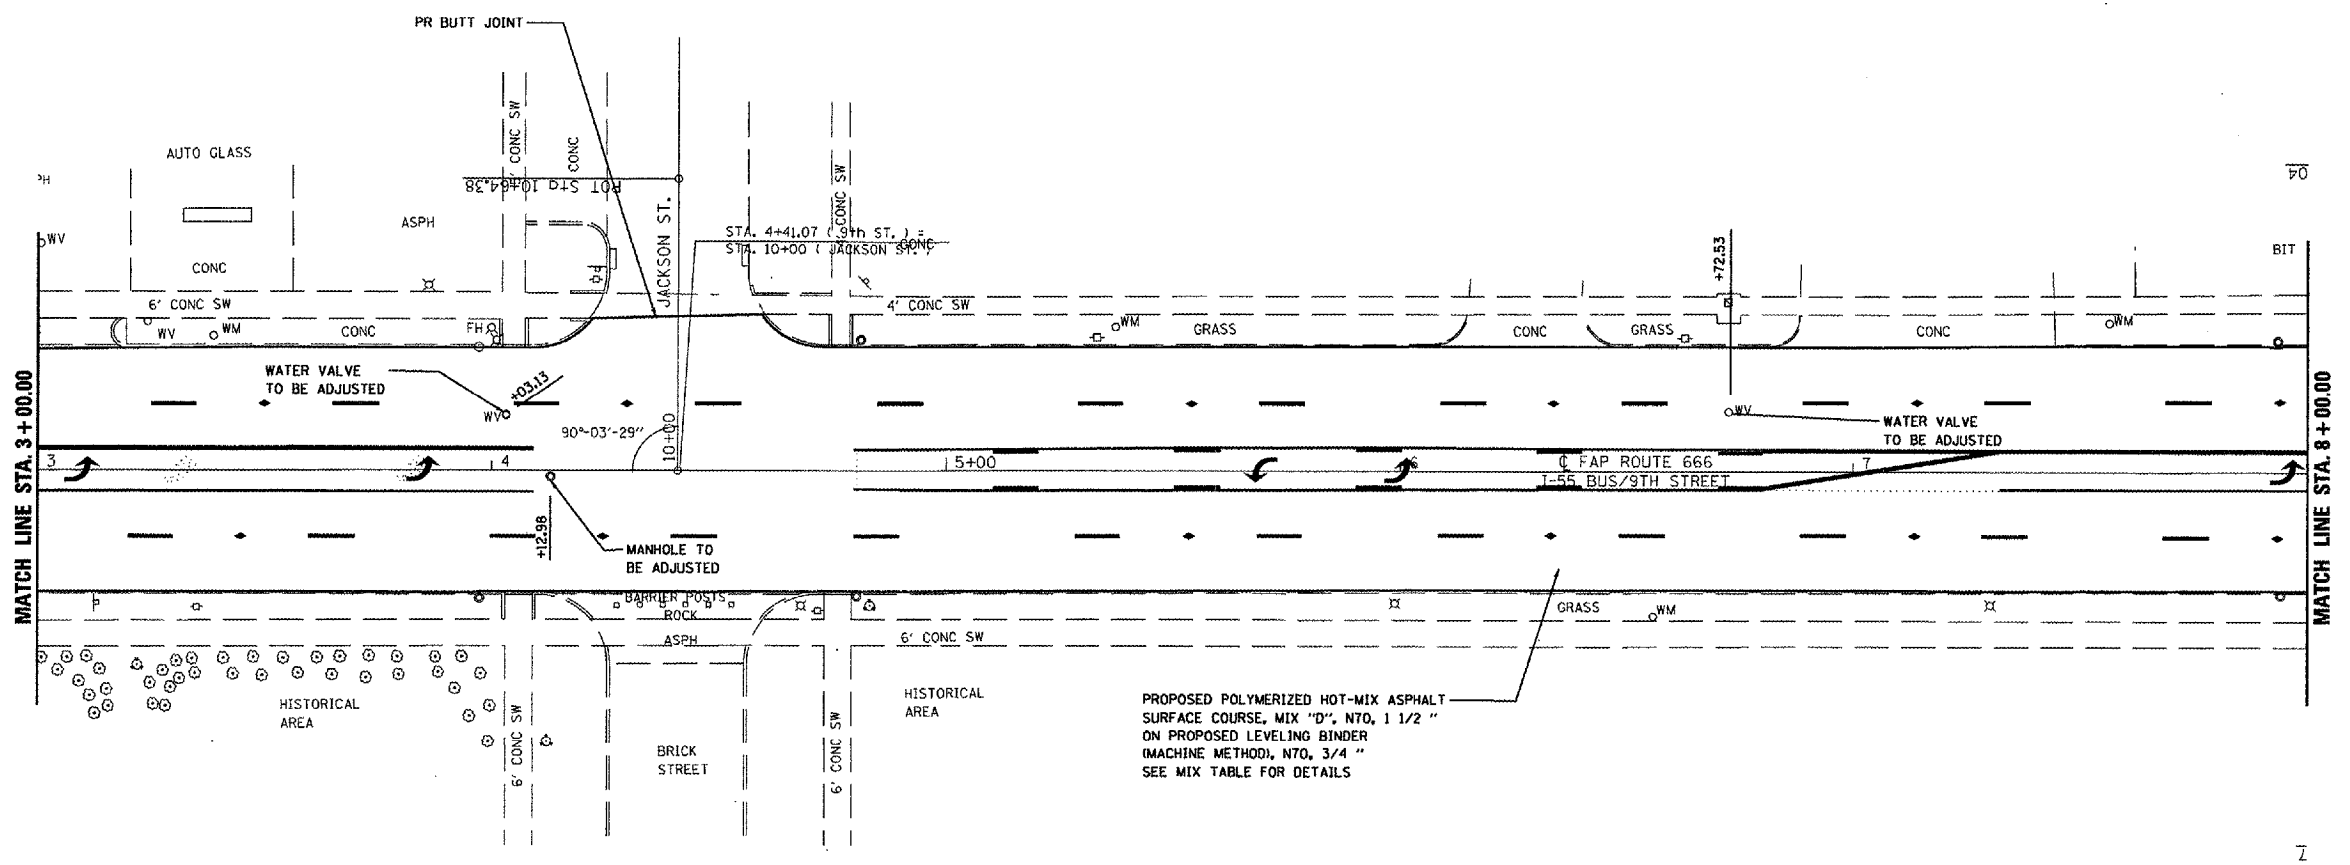 PR BUTT JOINT
AUTO GLASS
PH
WV
ASPH
CONC
6' CONC SW
WV
WM
CONC
FH
' CONC SW
CONC
POT Sta 10+64.38
JACKSON ST.
CONC SW
STA. 4+41.07 ( 9th ST. ) =
STA. 10+00 ( JACKSON ST. )
CONC
4' CONC SW
WM
GRASS
CONC
GRASS
+72.53
CONC
WM
BIT
04
MATCH LINE STA. 3+00.00
WATER VALVE
TO BE ADJUSTED
WV
+03.13
90°-03'-29"
10+00
WV
WATER VALVE
TO BE ADJUSTED
MATCH LINE STA. 8+00.00
3
4
5+00
6
7
℄ FAP ROUTE 666
I-55 BUS/9TH STREET
+12.98
MANHOLE TO
BE ADJUSTED
BARRIER POSTS
ROCK
ASPH
6' CONC SW
GRASS
WM
HISTORICAL
AREA
6' CONC SW
BRICK
STREET
6' CONC SW
HISTORICAL
AREA
PROPOSED POLYMERIZED HOT-MIX ASPHALT
SURFACE COURSE, MIX "D", N70, 1 1/2 "
ON PROPOSED LEVELING BINDER
(MACHINE METHOD), N70, 3/4 "
SEE MIX TABLE FOR DETAILS
7